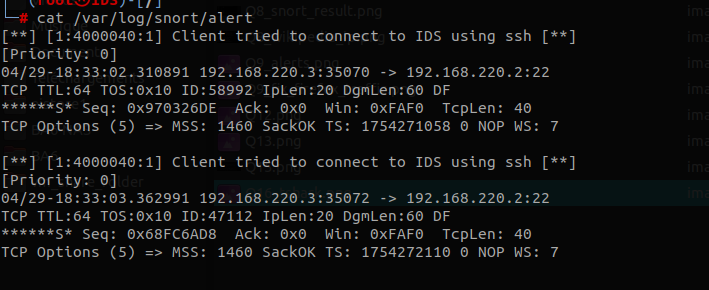 (root㉿IDS)-[/]
# cat /var/log/snort/alert
[**] [1:4000040:1] Client tried to connect to IDS using ssh [**]
[Priority: 0]
04/29-18:33:02.310891 192.168.220.3:35070 -> 192.168.220.2:22
TCP TTL:64 TOS:0x10 ID:58992 IpLen:20 DgmLen:60 DF
******S* Seq: 0x970326DE  Ack: 0x0  Win: 0xFAF0  TcpLen: 40
TCP Options (5) => MSS: 1460 SackOK TS: 1754271058 0 NOP WS: 7
[**] [1:4000040:1] Client tried to connect to IDS using ssh [**]
[Priority: 0]
04/29-18:33:03.362991 192.168.220.3:35072 -> 192.168.220.2:22
TCP TTL:64 TOS:0x10 ID:47112 IpLen:20 DgmLen:60 DF
******S* Seq: 0x68FC6AD8  Ack: 0x0  Win: 0xFAF0  TcpLen: 40
TCP Options (5) => MSS: 1460 SackOK TS: 1754272110 0 NOP WS: 7
Q8_snort_result.png